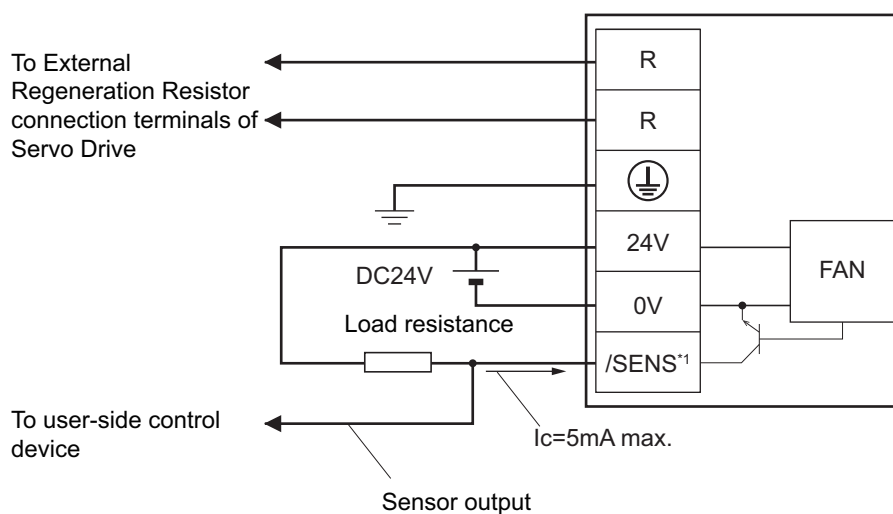 To External
Regeneration Resistor
connection terminals of
Servo Drive
R
R
24V
FAN
DC24V
0V
Load resistance
/SENS*1
To user-side control
device
Ic=5mA max.
Sensor output